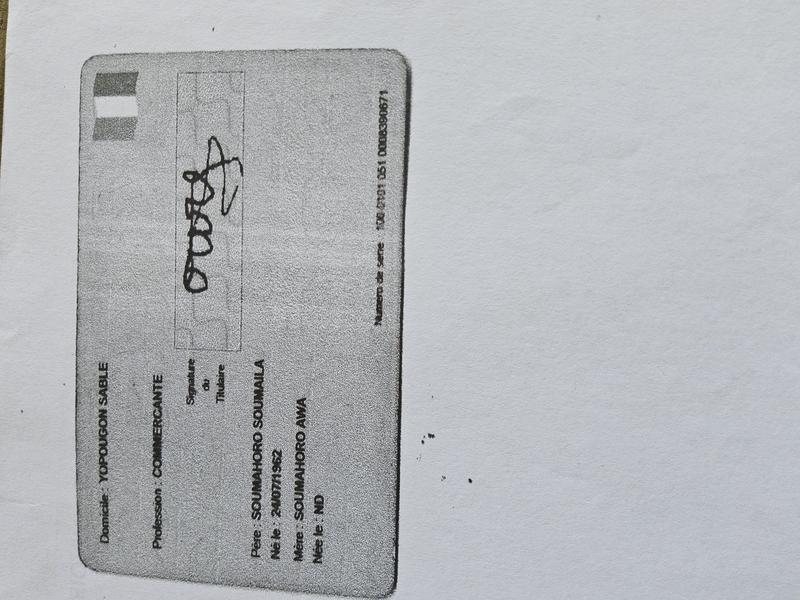 Domicile : YOPOUGON SABLE
Profession : COMMERCANTE
Signature
du
Titulaire
Père : SOUMAHORO SOUMAILA
Né le : 24/07/1962
Mère : SOUMAHORO AWA
Née le : ND
Numéro de série : 100 0101 051 0008390671